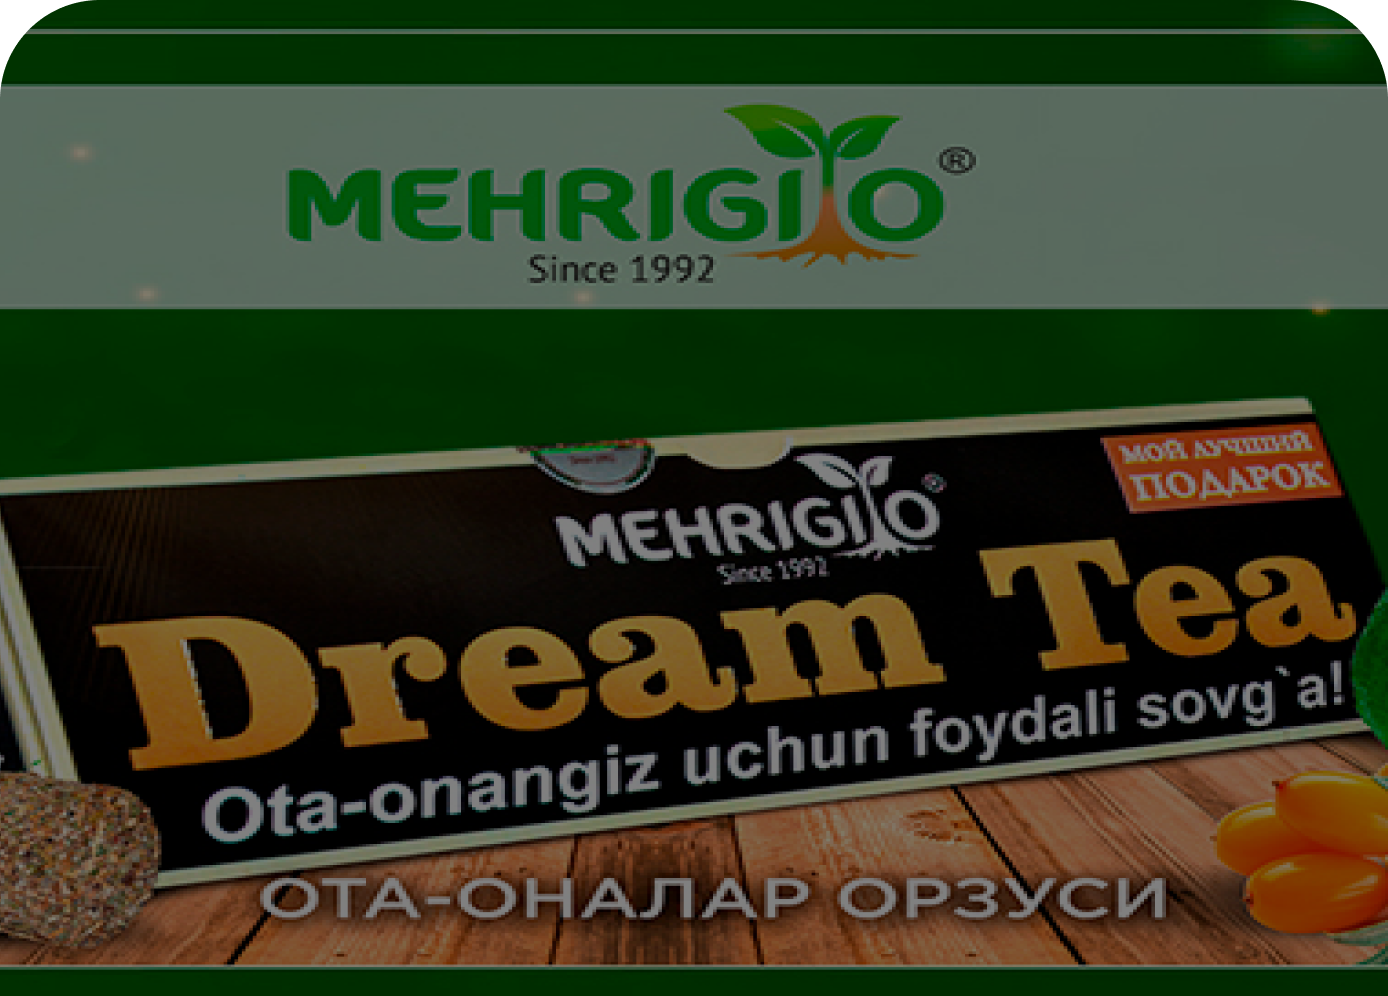 MEHRIGIYO ®
Since 1992
MEHRIGIYO ®
Since 1992
МОЙ ЛУЧШИЙ
ПОДАРОК
Dream Tea
Ota-onangiz uchun foydali sovg`a!
ОТА-ОНАЛАР ОРЗУСИ